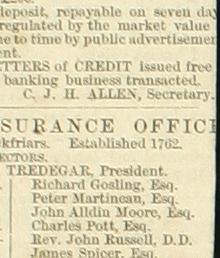 deposit, repayable on seven da
regulated by the market value
e to time by public advertisemen
ent.
TTERS of CREDIT issued free
banking business transacted.
C. J. H. ALLEN, Secretary.
SURANCE OFFIC
kfriars. Established 1762.
ECTORS.
TREDEGAR, President.
Richard Gosling, Esq.
Peter Martineau, Esq.
John Alldin Moore, Esq.
Charles Pott, Esq.
Rev. John Russell, D.D.
James Spicer, Esq.